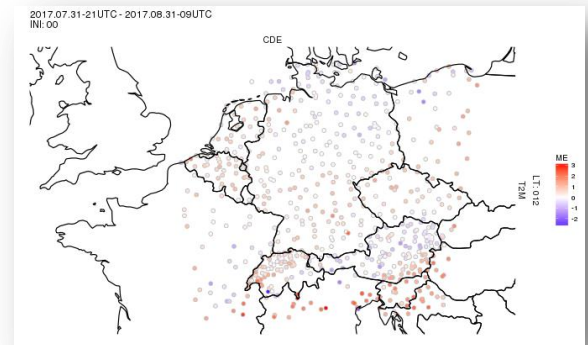 2017.07.31-21UTC - 2017.08.31-09UTC
INI: 00
CDE
ME
3
2
1
0
-1
-2
LT: 012
T2M